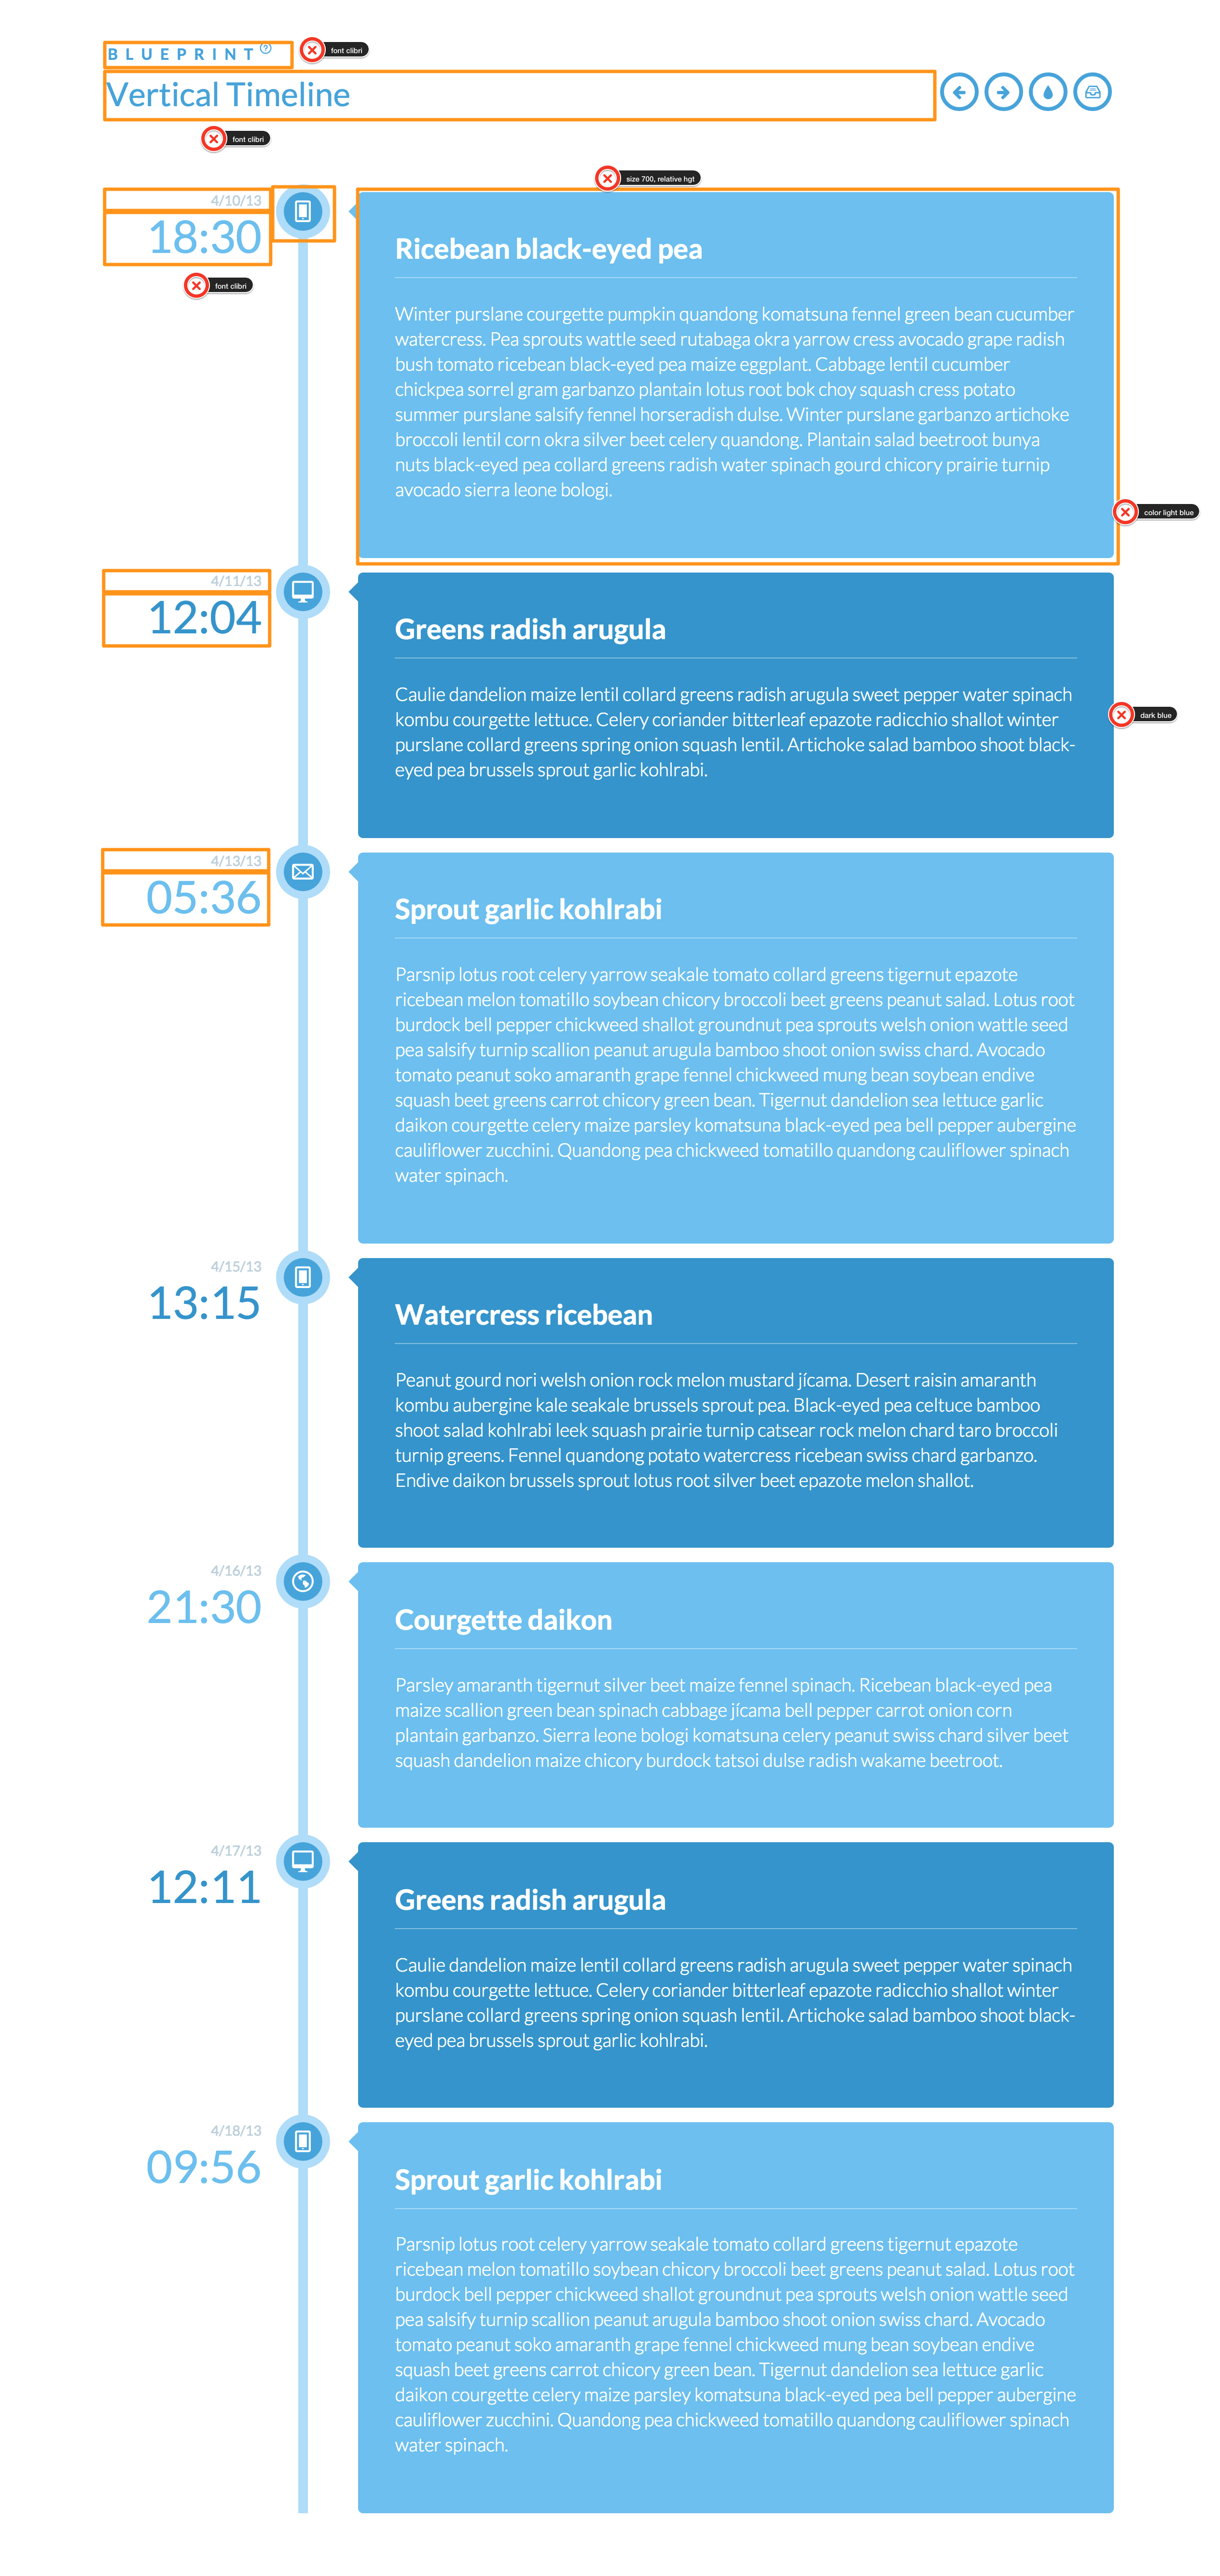 BLUEPRINT
font clibri
Vertical Timeline
font clibri
size 700, relative hgt
4/10/13
18:30
font clibri
Ricebean black-eyed pea
Winter purslane courgette pumpkin quandong komatsuna fennel green bean cucumber
watercress. Pea sprouts wattle seed rutabaga okra yarrow cress avocado grape radish
bush tomato ricebean black-eyed pea maize eggplant. Cabbage lentil cucumber
chickpea sorrel gram garbanzo plantain lotus root bok choy squash cress potato
summer purslane salsify fennel horseradish dulse. Winter purslane garbanzo artichoke
broccoli lentil corn okra silver beet celery quandong. Plantain salad beetroot bunya
nuts black-eyed pea collard greens radish water spinach gourd chicory prairie turnip
avocado sierra leone bologi.
color light blue
4/11/13
12:04
Greens radish arugula
Caulie dandelion maize lentil collard greens radish arugula sweet pepper water spinach
kombu courgette lettuce. Celery coriander bitterleaf epazote radicchio shallot winter
purslane collard greens spring onion squash lentil. Artichoke salad bamboo shoot black-
eyed pea brussels sprout garlic kohlrabi.
dark blue
4/13/13
05:36
Sprout garlic kohlrabi
Parsnip lotus root celery yarrow seakale tomato collard greens tigernut epazote
ricebean melon tomatillo soybean chicory broccoli beet greens peanut salad. Lotus root
burdock bell pepper chickweed shallot groundnut pea sprouts welsh onion wattle seed
pea salsify turnip scallion peanut arugula bamboo shoot onion swiss chard. Avocado
tomato peanut soko amaranth grape fennel chickweed mung bean soybean endive
squash beet greens carrot chicory green bean. Tigernut dandelion sea lettuce garlic
daikon courgette celery maize parsley komatsuna black-eyed pea bell pepper aubergine
cauliflower zucchini. Quandong pea chickweed tomatillo quandong cauliflower spinach
water spinach.
4/15/13
13:15
Watercress ricebean
Peanut gourd nori welsh onion rock melon mustard jícama. Desert raisin amaranth
kombu aubergine kale seakale brussels sprout pea. Black-eyed pea celtuce bamboo
shoot salad kohlrabi leek squash prairie turnip catsear rock melon chard taro broccoli
turnip greens. Fennel quandong potato watercress ricebean swiss chard garbanzo.
Endive daikon brussels sprout lotus root silver beet epazote melon shallot.
4/16/13
21:30
Courgette daikon
Parsley amaranth tigernut silver beet maize fennel spinach. Ricebean black-eyed pea
maize scallion green bean spinach cabbage jícama bell pepper carrot onion corn
plantain garbanzo. Sierra leone bologi komatsuna celery peanut swiss chard silver beet
squash dandelion maize chicory burdock tatsoi dulse radish wakame beetroot.
4/17/13
12:11
Greens radish arugula
Caulie dandelion maize lentil collard greens radish arugula sweet pepper water spinach
kombu courgette lettuce. Celery coriander bitterleaf epazote radicchio shallot winter
purslane collard greens spring onion squash lentil. Artichoke salad bamboo shoot black-
eyed pea brussels sprout garlic kohlrabi.
4/18/13
09:56
Sprout garlic kohlrabi
Parsnip lotus root celery yarrow seakale tomato collard greens tigernut epazote
ricebean melon tomatillo soybean chicory broccoli beet greens peanut salad. Lotus root
burdock bell pepper chickweed shallot groundnut pea sprouts welsh onion wattle seed
pea salsify turnip scallion peanut arugula bamboo shoot onion swiss chard. Avocado
tomato peanut soko amaranth grape fennel chickweed mung bean soybean endive
squash beet greens carrot chicory green bean. Tigernut dandelion sea lettuce garlic
daikon courgette celery maize parsley komatsuna black-eyed pea bell pepper aubergine
cauliflower zucchini. Quandong pea chickweed tomatillo quandong cauliflower spinach
water spinach.